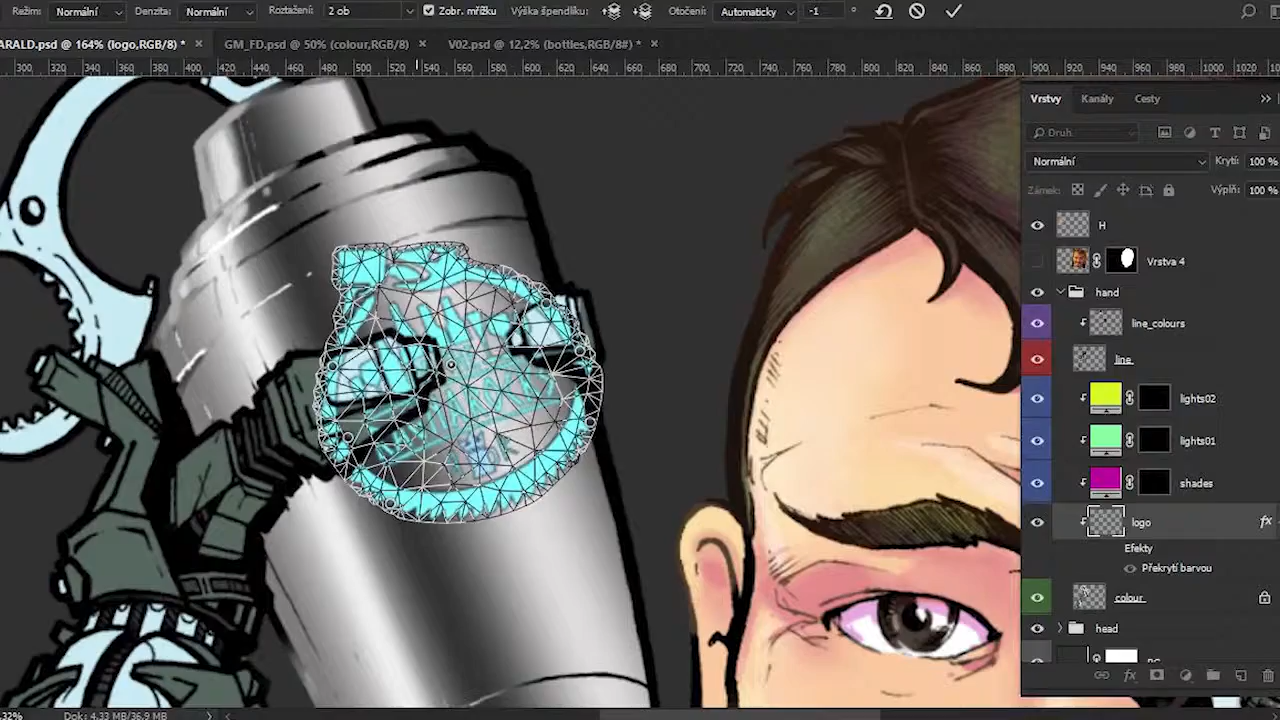 Režim: Normální Denzita: Normální Roztažení: 2 ob Zobr. mřížku Výška špendlíku: Otočení: Automaticky -1 °
ARALD.psd @ 164% (logo,RGB/8) * × GM_FD.psd @ 50% (colour,RGB/8) × V02.psd @ 12,2% (bottles,RGB/8#) * ×
300 320 340 360 380 400 420 440 460 480 500 520 540 560 580 600 620 640 660 680 700 720 740 760 780 800 820 840 860 880 900 920 940 960 980 1000 1020 1040
Vrstvy Kanály Cesty
Druh
Normální Krytí: 100 %
Zámek: Výplň: 100 %
H
Vrstva 4
hand
line_colours
line
lights02
lights01
shades
logo fx
Efekty
Překrytí barvou
colour
head
fx
Dok: 4,33 MB/36,9 MB